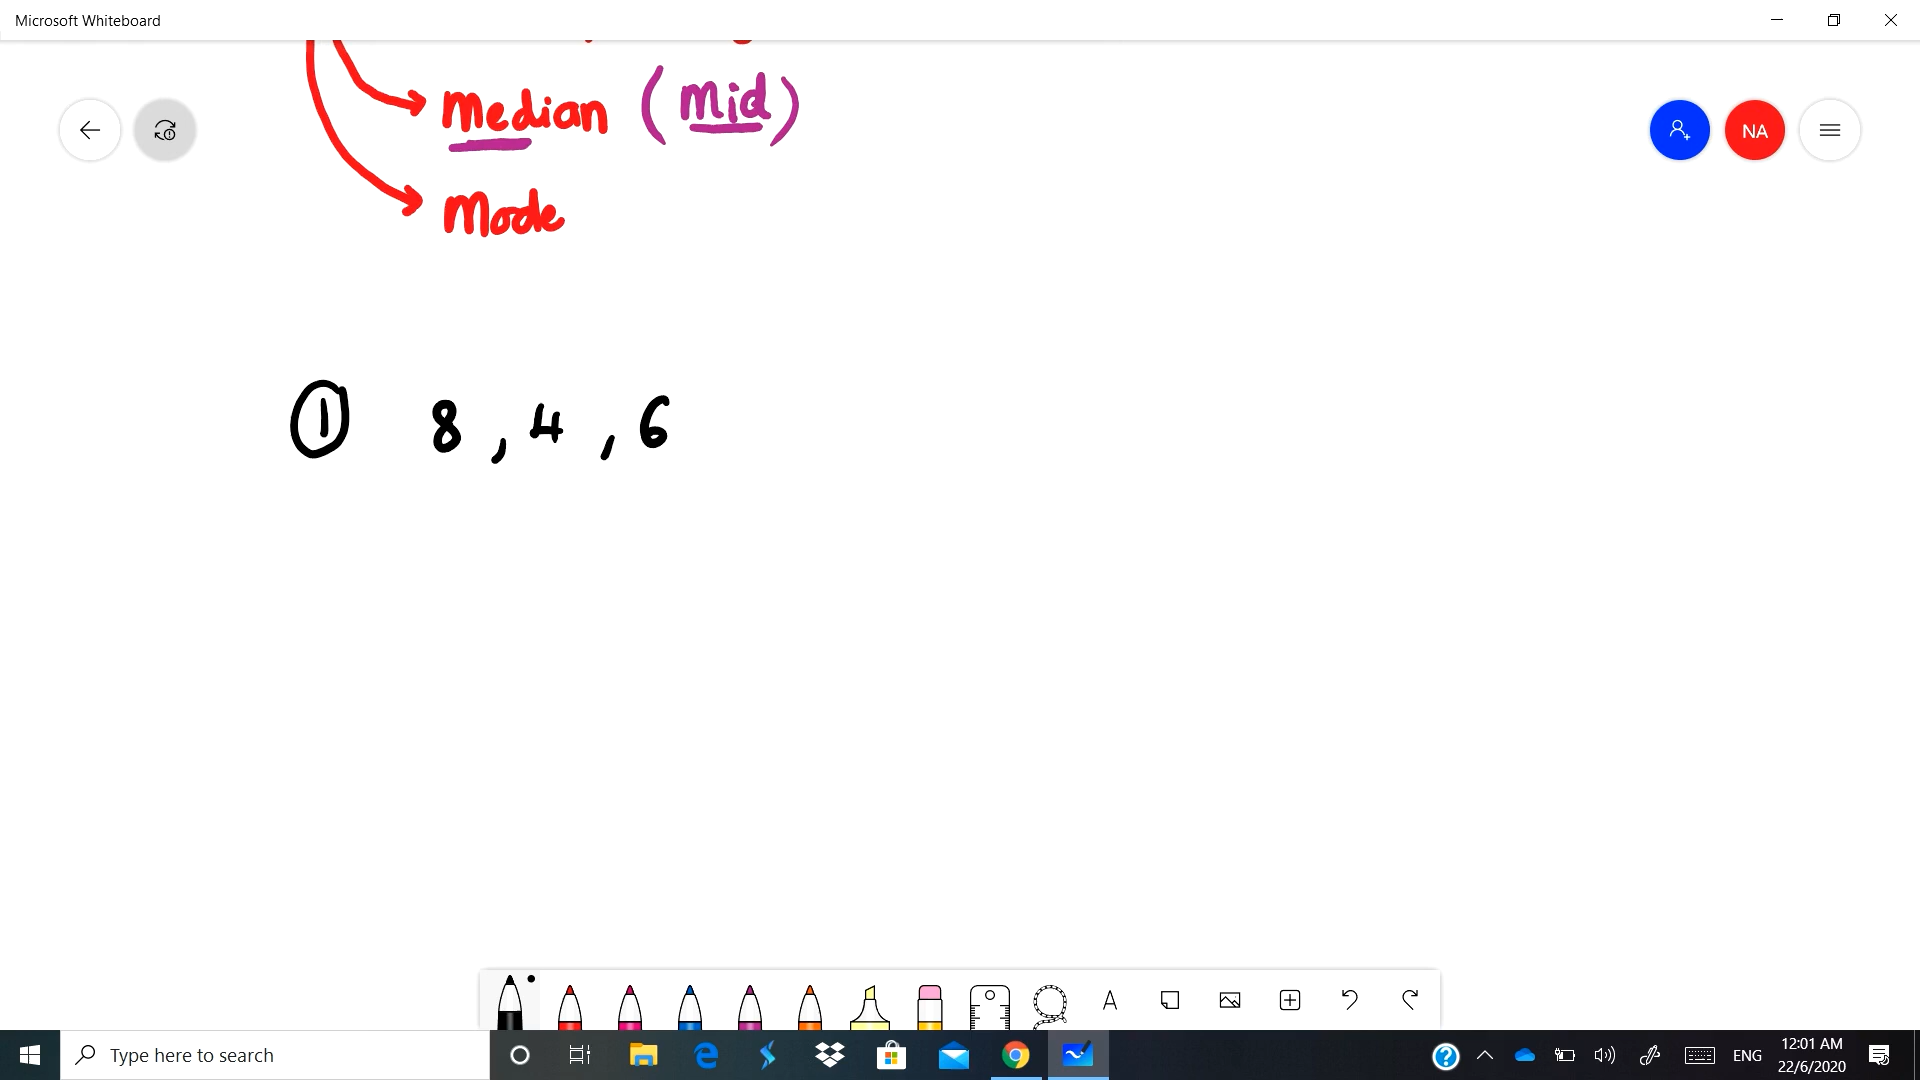 Microsoft Whiteboard
Median (Mid)
NA
Mode
① 8, 4, 6
A
Type here to search
ENG
12:01 AM
22/6/2020